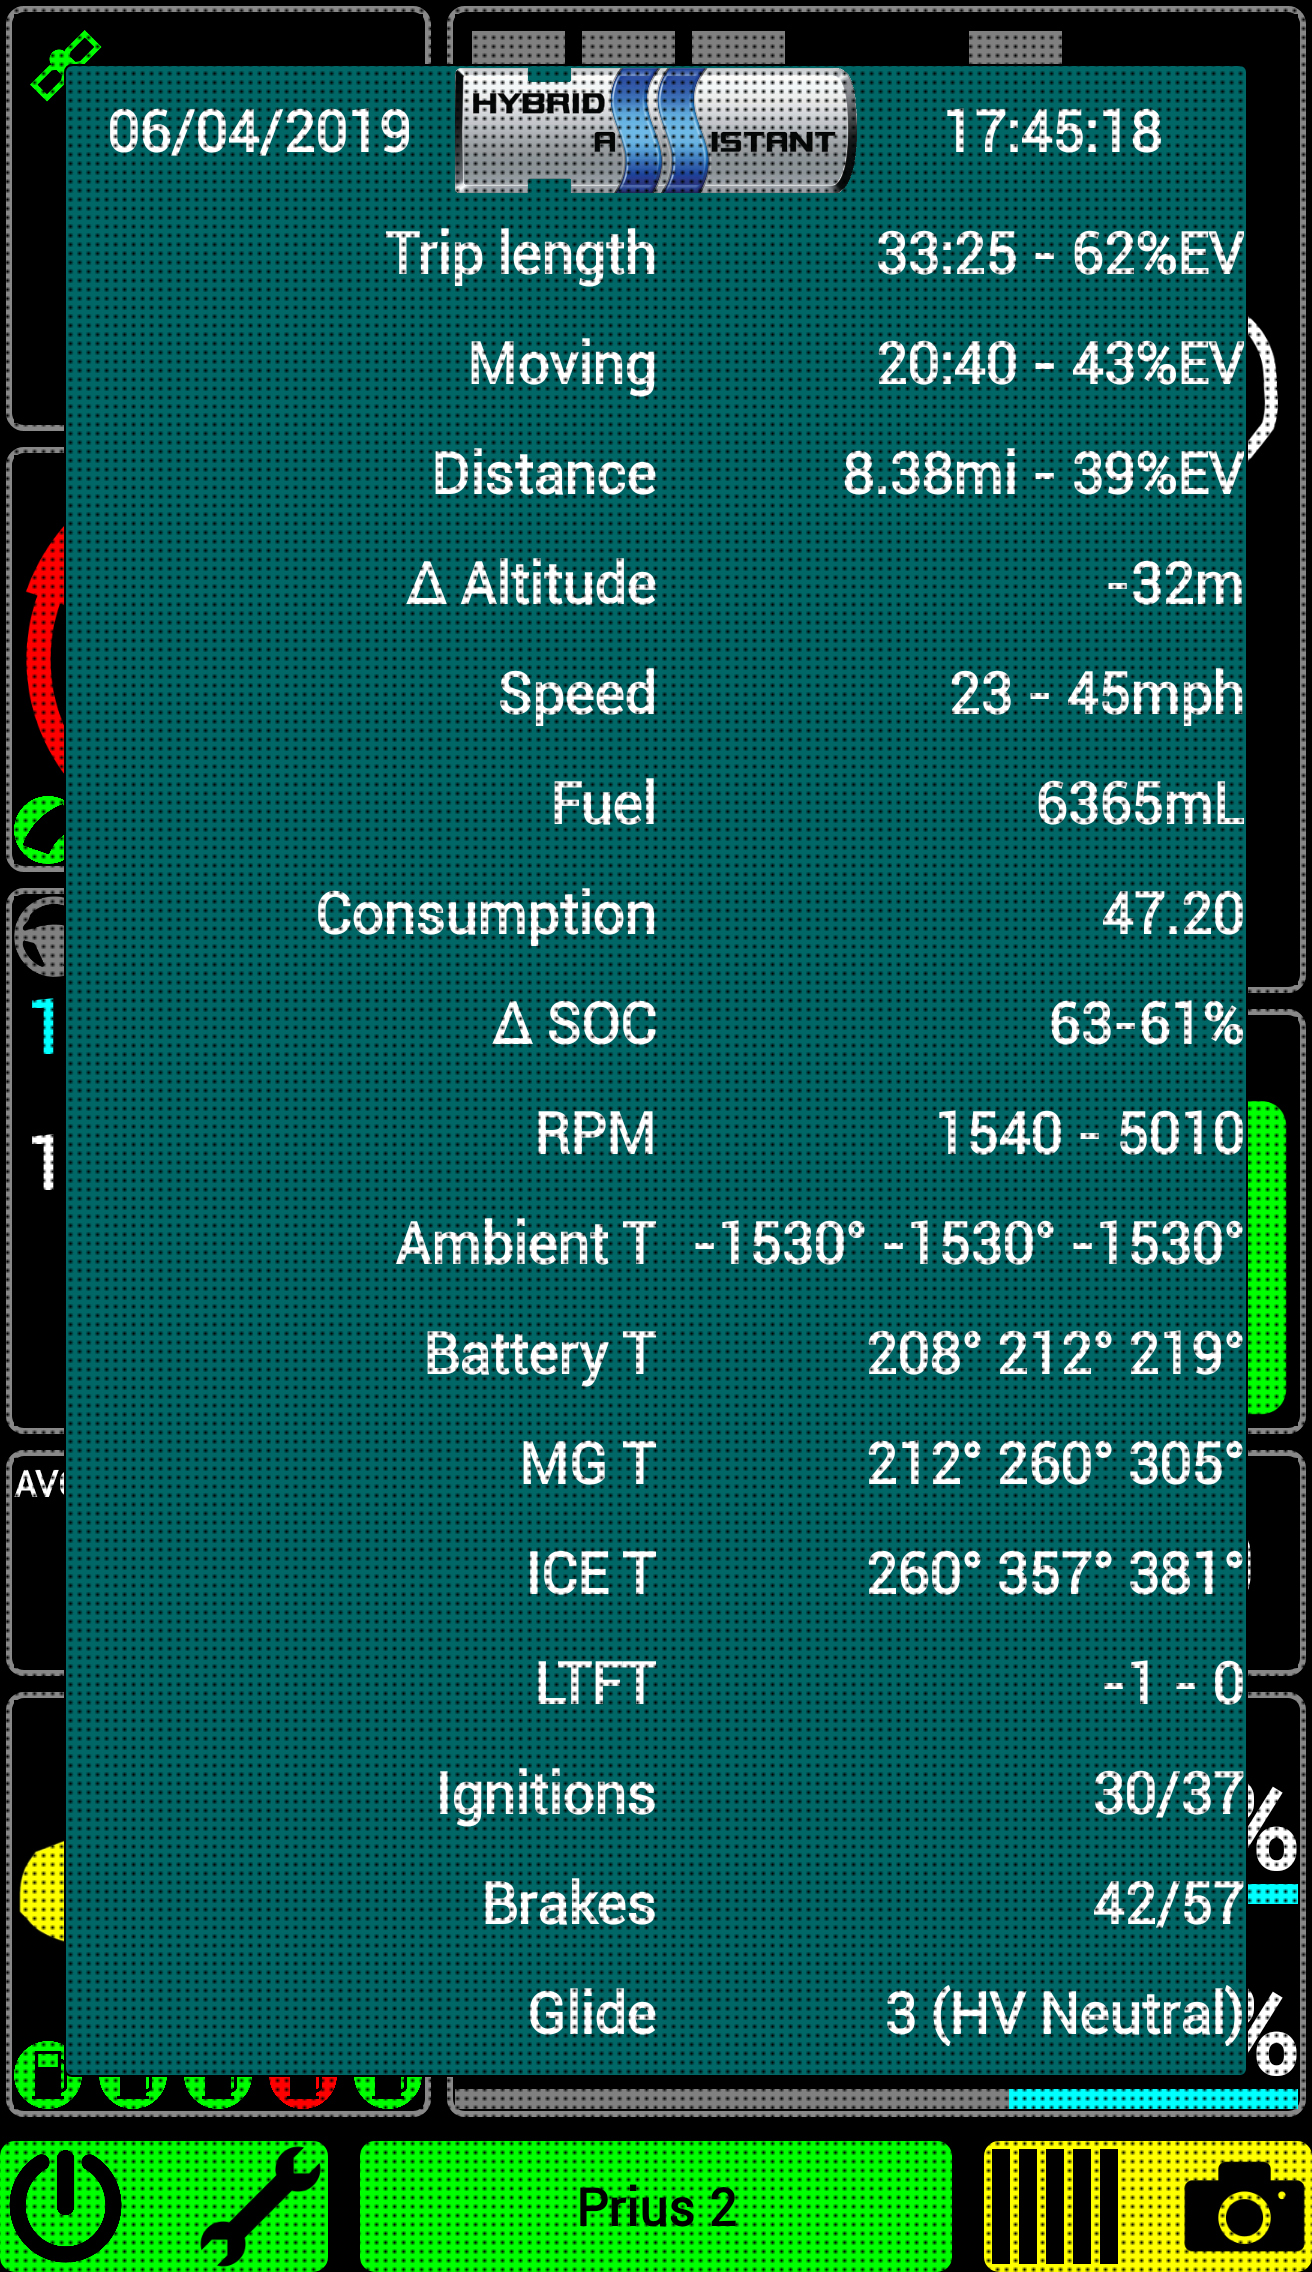 06/04/2019 HYBRID ASSISTANT 17:45:18
Trip length 33:25 - 62%EV
Moving 20:40 - 43%EV
Distance 8.38mi - 39%EV
Δ Altitude -32m
Speed 23 - 45mph
Fuel 6365mL
Consumption 47.20
Δ SOC 63-61%
1
RPM 1540 - 5010
1
Ambient T -1530° -1530° -1530°
Battery T 208° 212° 219°
MG T 212° 260° 305°
ICE T 260° 357° 381°
LTFT -1 - 0
Ignitions 30/37
%
Brakes 42/57
Glide 3 (HV Neutral)
%
Prius 2